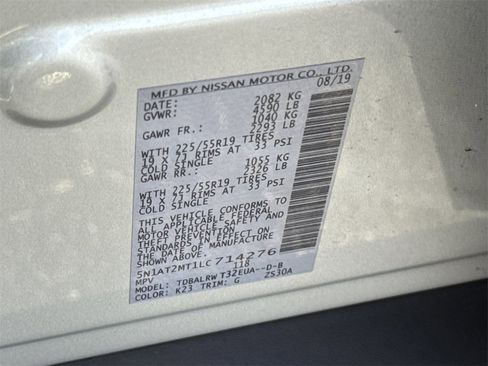 MFD BY NISSAN MOTOR CO., LTD.
DATE: 08/19
GVWR: 2082 KG
4590 LB
GAWR FR.: 1040 KG
2293 LB
WITH 225/55R19 TIRES
19 X 7J RIMS AT 33 PSI
COLD SINGLE
GAWR RR.: 1055 KG
2326 LB
WITH 225/55R19 TIRES
19 X 7J RIMS AT 33 PSI
COLD SINGLE
THIS VEHICLE CONFORMS TO
ALL APPLICABLE FEDERAL
MOTOR VEHICLE SAFETY AND
THEFT PREVENTION
STANDARDS IN EFFECT ON
THE DATE OF MANUFACTURE
5N1AT2MT1LC714276
MPV 118
MODEL: TDBALRW T32EUA--D-B
COLOR: K23 TRIM: G ZS30A